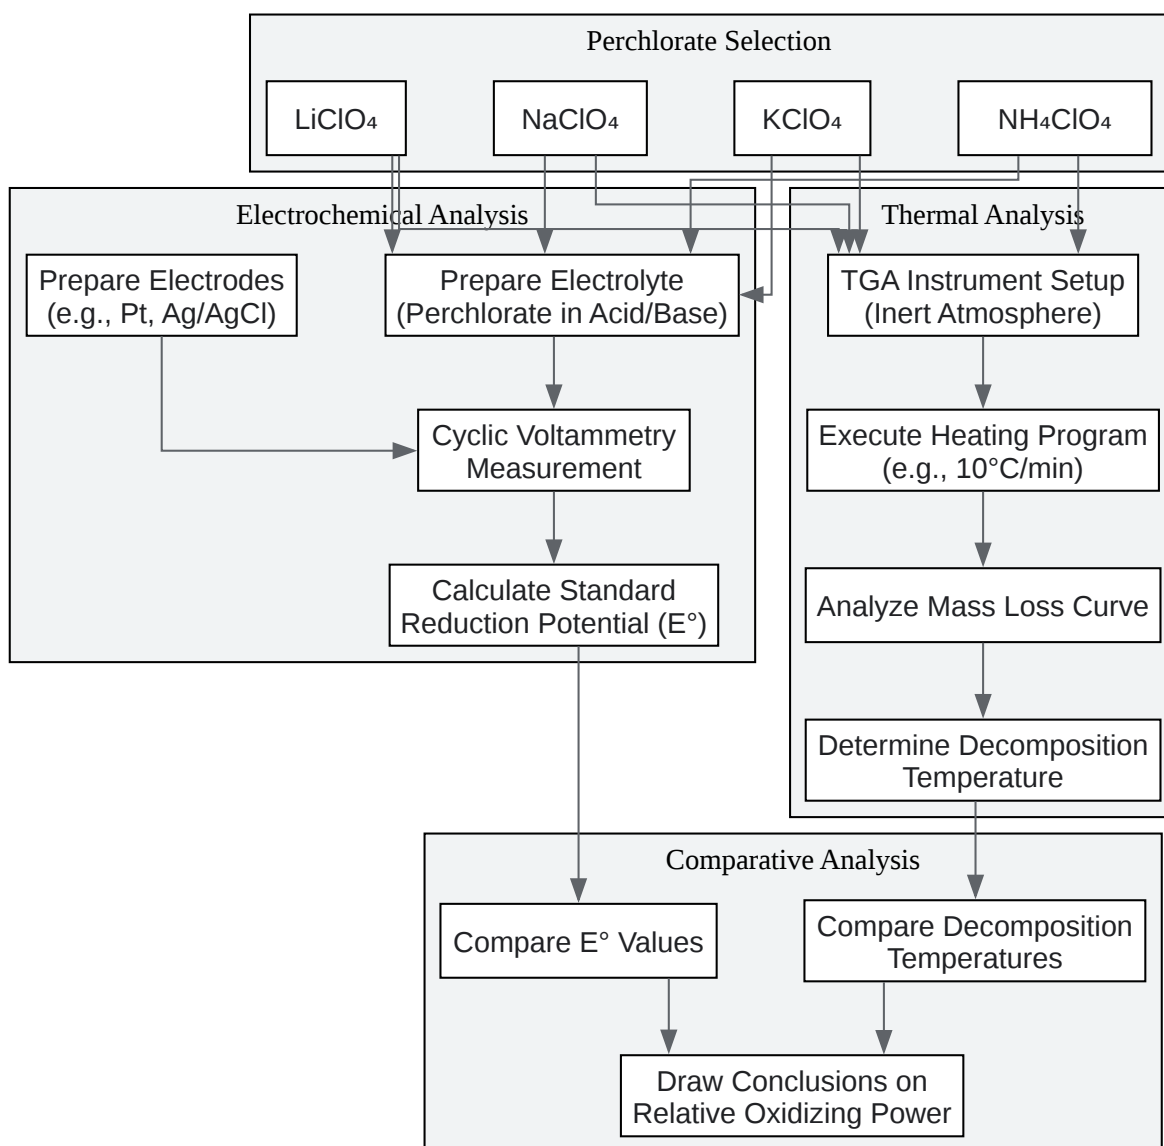 Perchlorate Selection
LiClO₄
NaClO₄
KClO₄
NH₄ClO₄
Electrochemical Analysis
Prepare Electrodes
(e.g., Pt, Ag/AgCl)
Prepare Electrolyte
(Perchlorate in Acid/Base)
Cyclic Voltammetry
Measurement
Calculate Standard
Reduction Potential (E°)
Thermal Analysis
TGA Instrument Setup
(Inert Atmosphere)
Execute Heating Program
(e.g., 10°C/min)
Analyze Mass Loss Curve
Determine Decomposition
Temperature
Comparative Analysis
Compare E° Values
Compare Decomposition
Temperatures
Draw Conclusions on
Relative Oxidizing Power